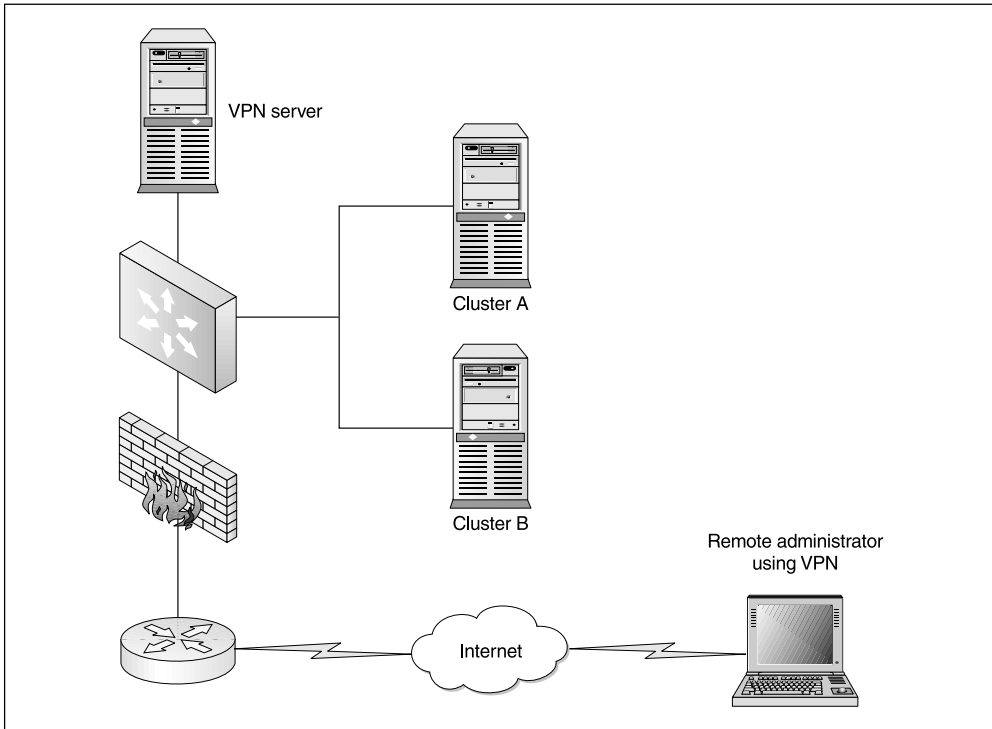 VPN server
Cluster A
Cluster B
Remote administrator
using VPN
Internet